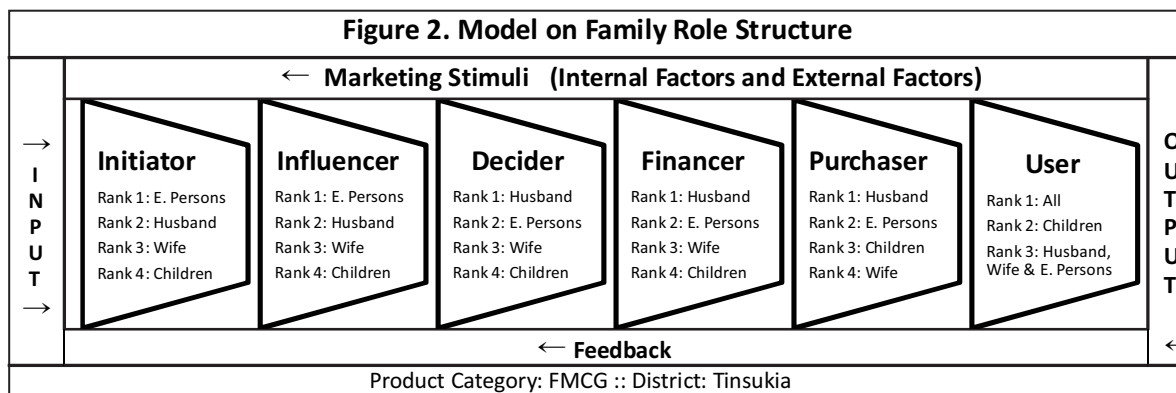 Figure 2. Model on Family Role Structure
← Marketing Stimuli (Internal Factors and External Factors)
→ INPUT →
Initiator
Rank 1: E. Persons
Rank 2: Husband
Rank 3: Wife
Rank 4: Children
Influencer
Rank 1: E. Persons
Rank 2: Husband
Rank 3: Wife
Rank 4: Children
Decider
Rank 1: Husband
Rank 2: E. Persons
Rank 3: Wife
Rank 4: Children
Financer
Rank 1: Husband
Rank 2: E. Persons
Rank 3: Wife
Rank 4: Children
Purchaser
Rank 1: Husband
Rank 2: E. Persons
Rank 3: Children
Rank 4: Wife
User
Rank 1: All
Rank 2: Children
Rank 3: Husband,
Wife & E. Persons
OUTPUT ←
← Feedback
Product Category: FMCG :: District: Tinsukia